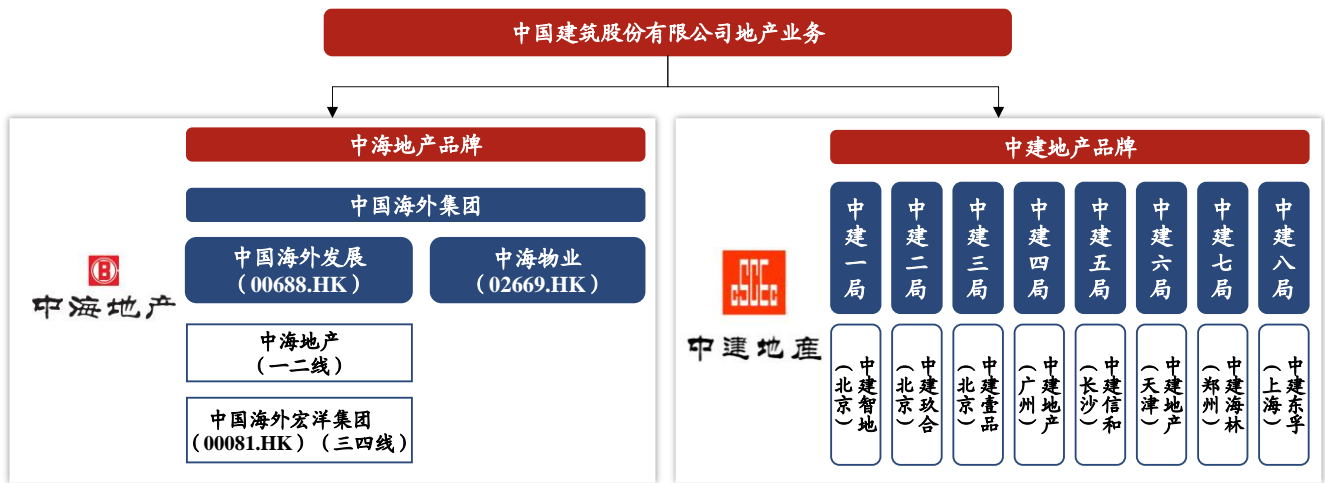 中国建筑股份有限公司地产业务
中海地产品牌
中国海外集团
中国海外发展
（00688.HK）
中海物业
（02669.HK）
中海地产
中海地产
（一二线）
中国海外宏洋集团
（00081.HK）（三四线）
中建地产品牌
CSCEC
中建地産
中建一局
中建二局
中建三局
中建四局
中建五局
中建六局
中建七局
中建八局
中建智地
（北京）
中建玖合
（北京）
中建壹品
（北京）
中建地产
（广州）
中建信和
（长沙）
中建地产
（天津）
中建海林
（郑州）
中建东孚
（上海）